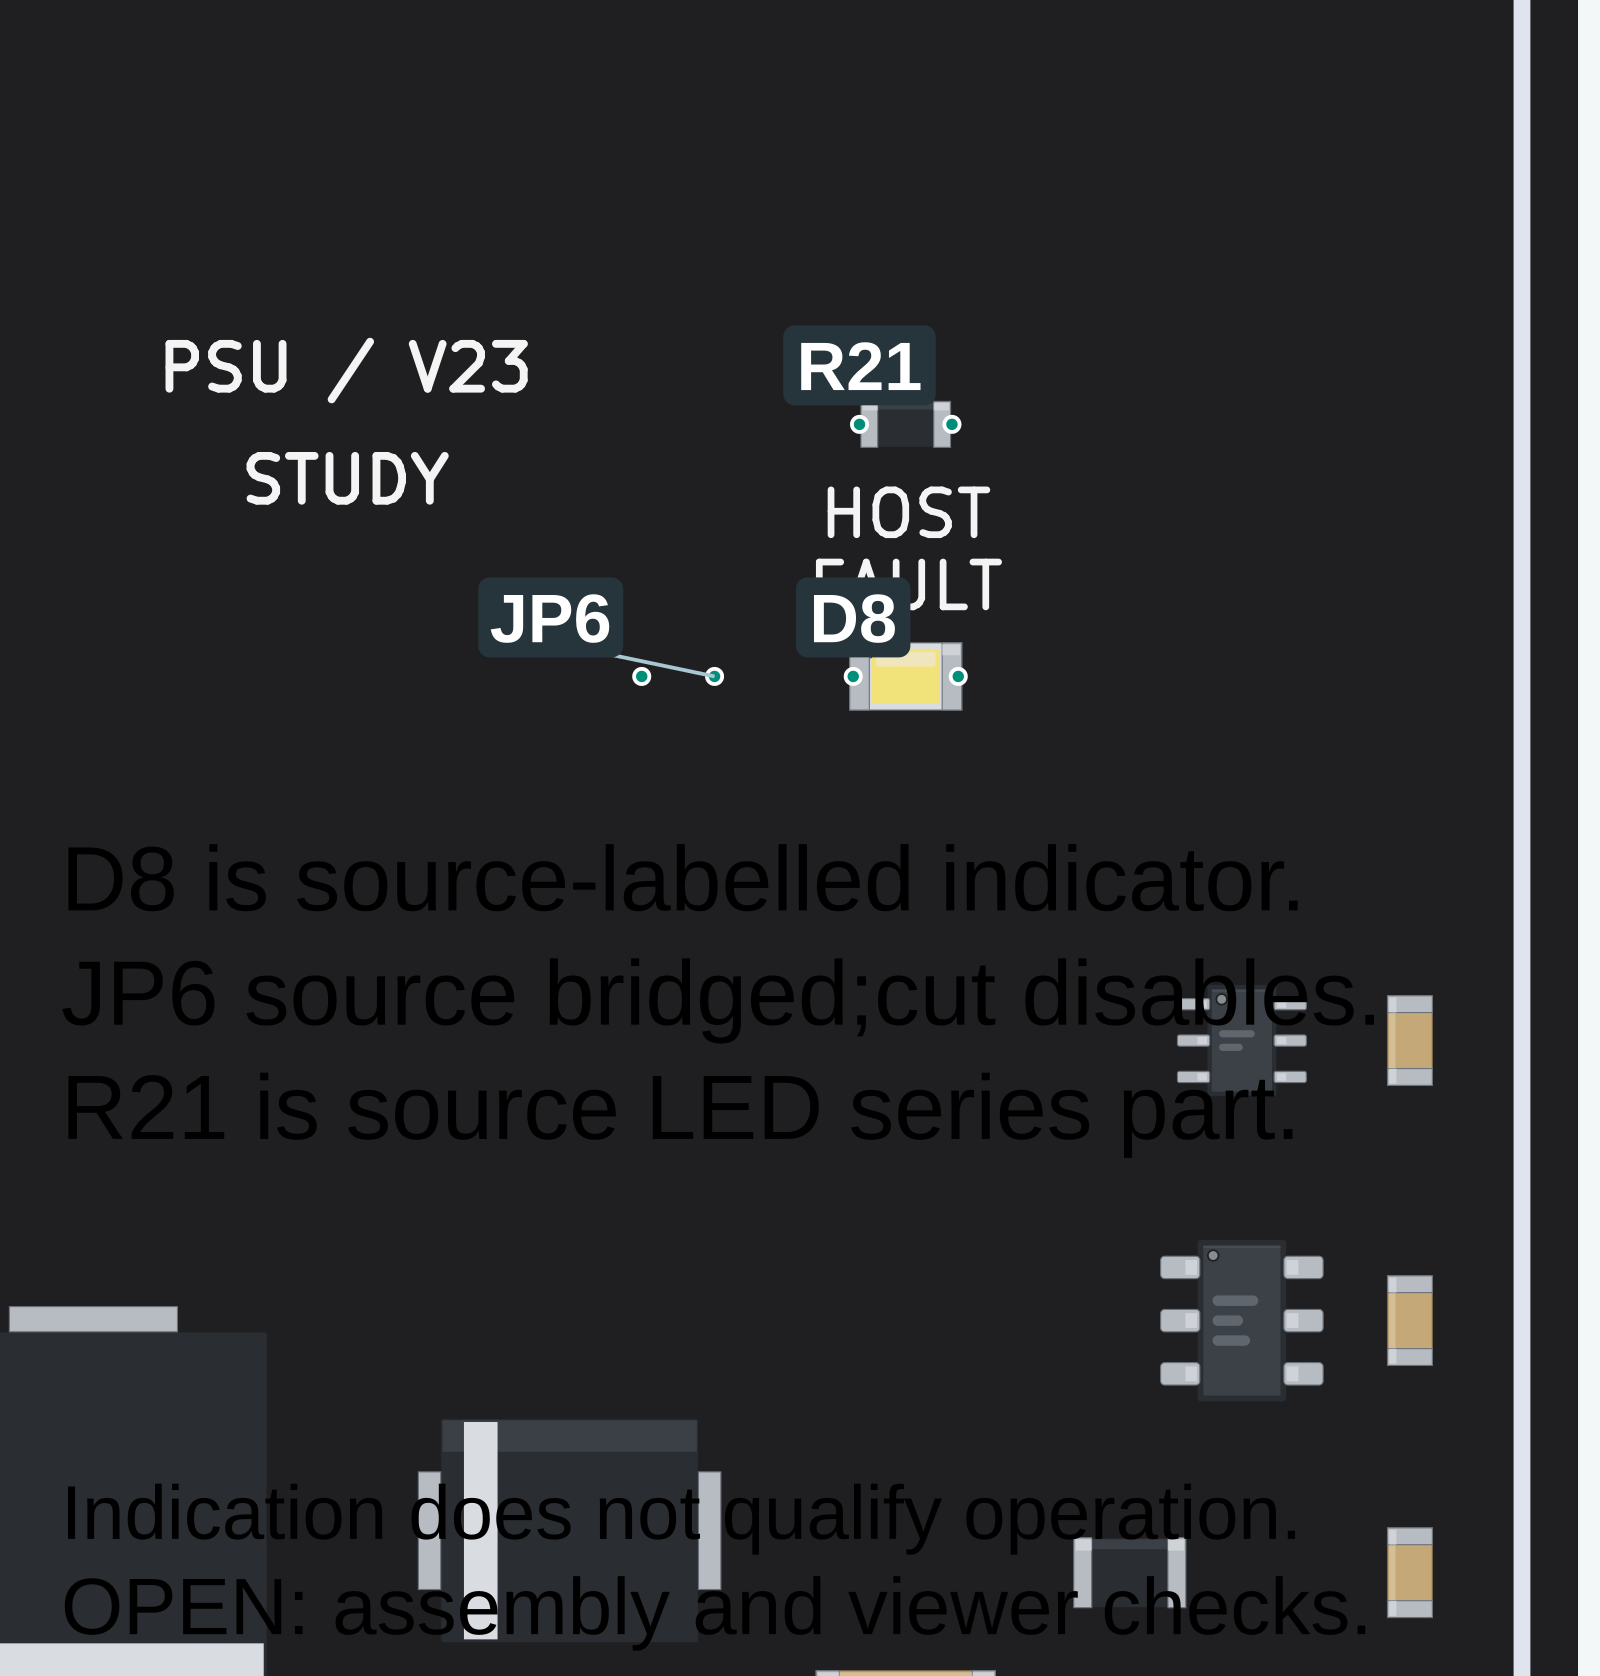 PSU / V23
STUDY
R21
HOST
FAULT
JP6
D8
D8 is source-labelled indicator.
JP6 source bridged;cut disables.
R21 is source LED series part.
Indication does not qualify operation.
OPEN: assembly and viewer checks.